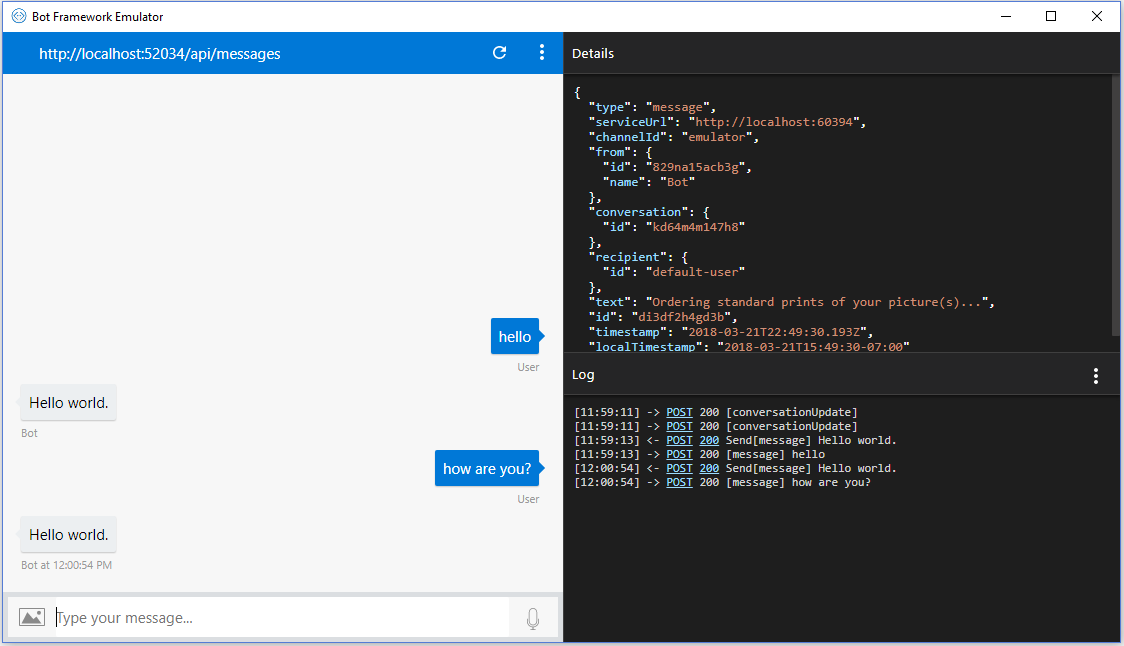 Bot Framework Emulator
http://localhost:52034/api/messages
hello
User
Hello world.
Bot
how are you?
User
Hello world.
Bot at 12:00:54 PM
Type your message...
Details
{
"type": "message",
"serviceUrl": "http://localhost:60394",
"channelId": "emulator",
"from": {
"id": "829na15acb3g",
"name": "Bot"
},
"conversation": {
"id": "kd64m4m147h8"
},
"recipient": {
"id": "default-user"
},
"text": "Ordering standard prints of your picture(s)...",
"id": "di3df2h4gd3b",
"timestamp": "2018-03-21T22:49:30.193Z",
"localTimestamp": "2018-03-21T15:49:30-07:00"
Log
[11:59:11] -> POST 200 [conversationUpdate]
[11:59:11] -> POST 200 [conversationUpdate]
[11:59:13] <- POST 200 Send[message] Hello world.
[11:59:13] -> POST 200 [message] hello
[12:00:54] <- POST 200 Send[message] Hello world.
[12:00:54] -> POST 200 [message] how are you?